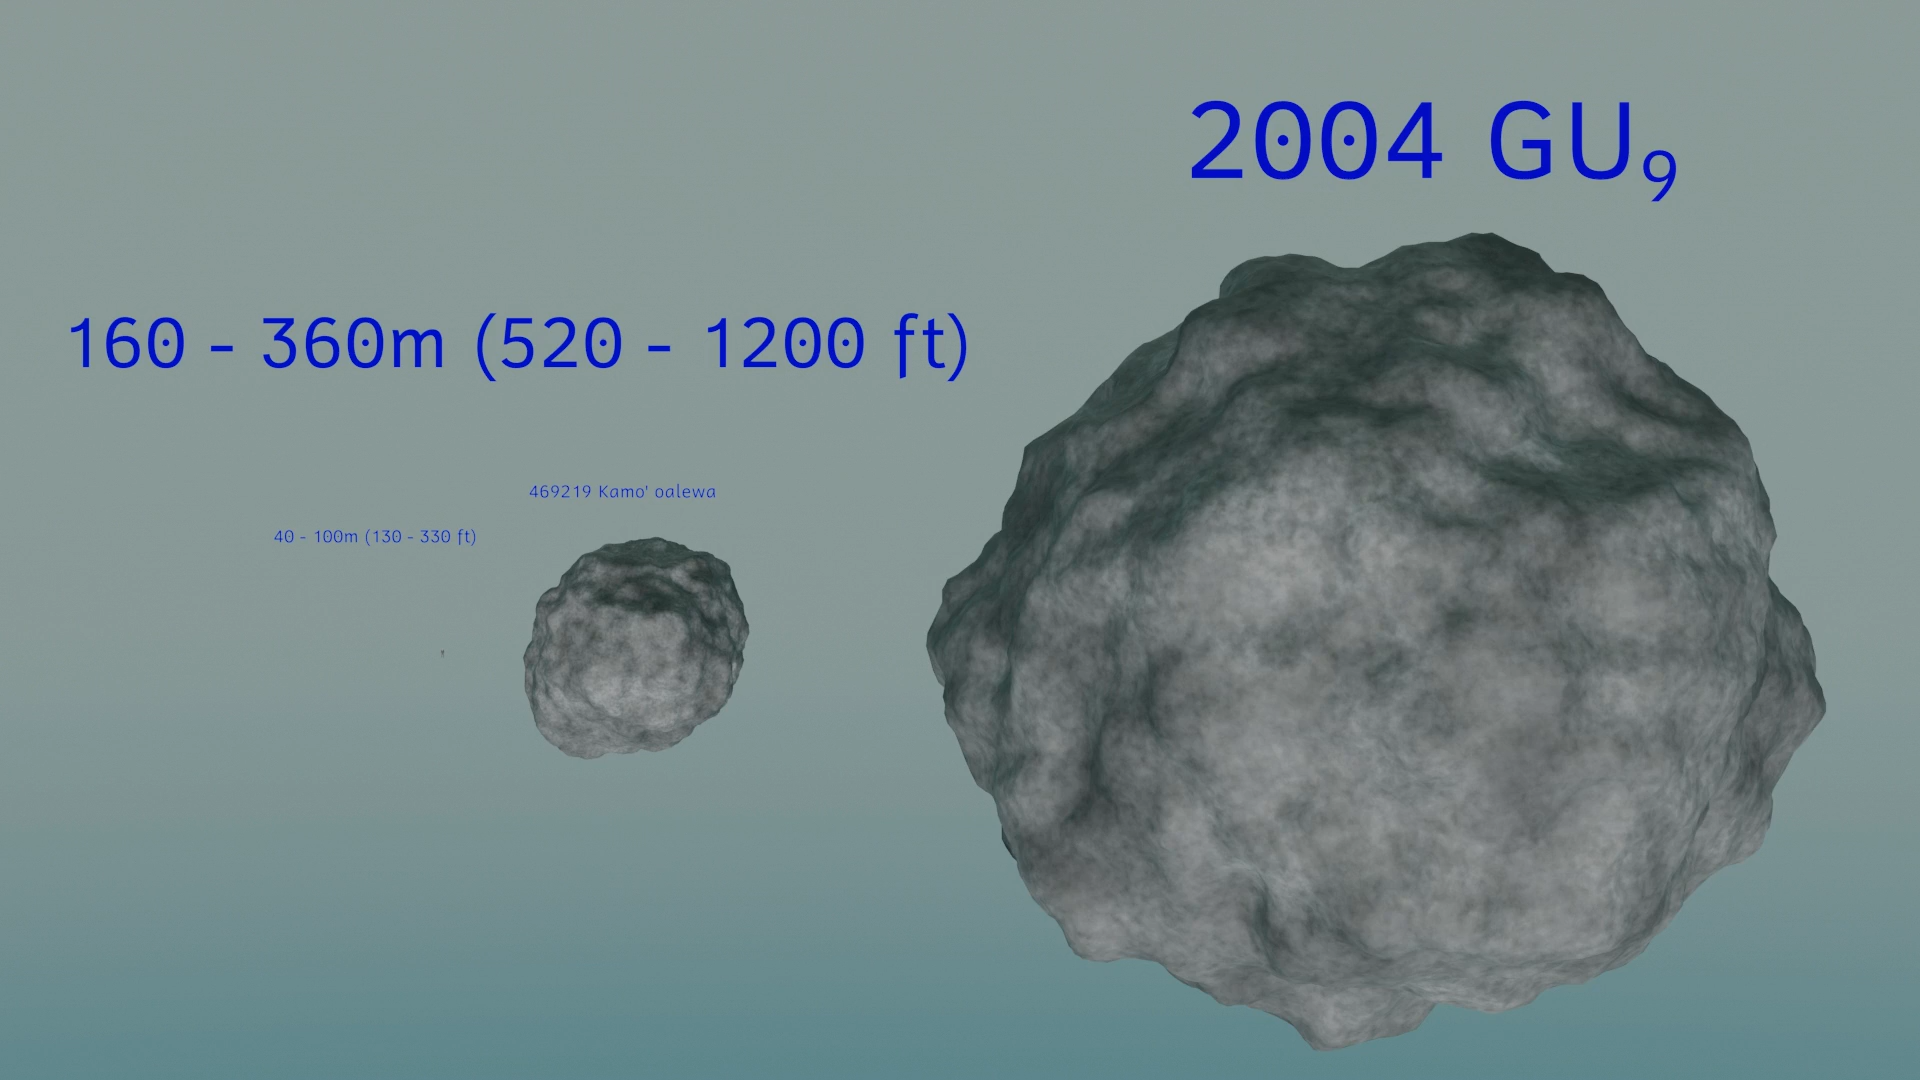 2004 GU₉
160 - 360m (520 - 1200 ft)
469219 Kamo' oalewa
40 - 100m (130 - 330 ft)